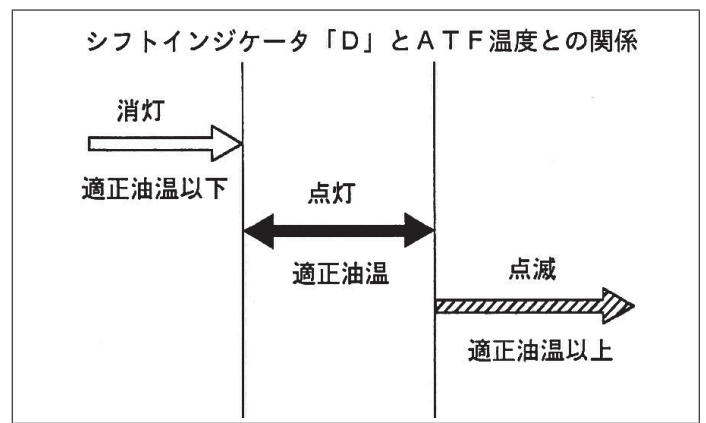 シフトインジケータ「D」とＡＴＦ温度との関係
消灯
適正油温以下
点灯
適正油温
点滅
適正油温以上